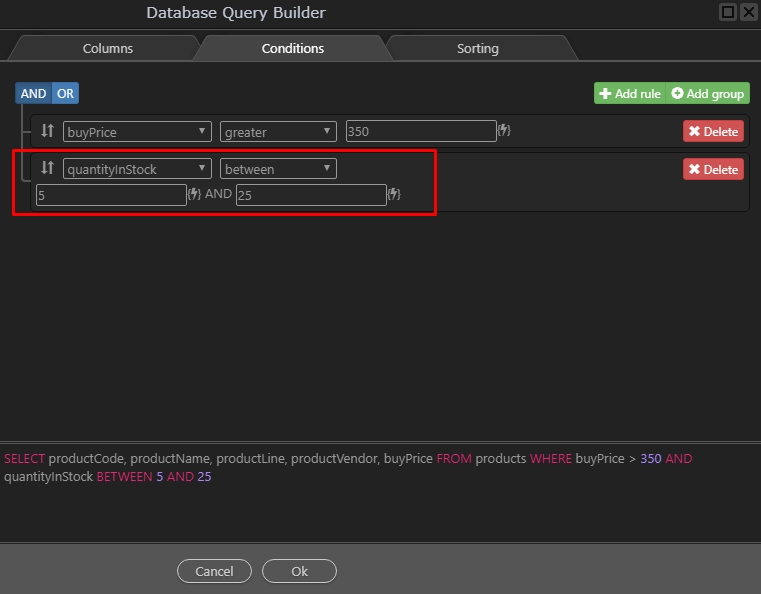 Database Query Builder
Columns Conditions Sorting
AND OR Add rule Add group
buyPrice greater 350 Delete
quantityInStock between Delete
5 AND 25
SELECT productCode, productName, productLine, productVendor, buyPrice FROM products WHERE buyPrice > 350 AND
quantityInStock BETWEEN 5 AND 25
Cancel Ok